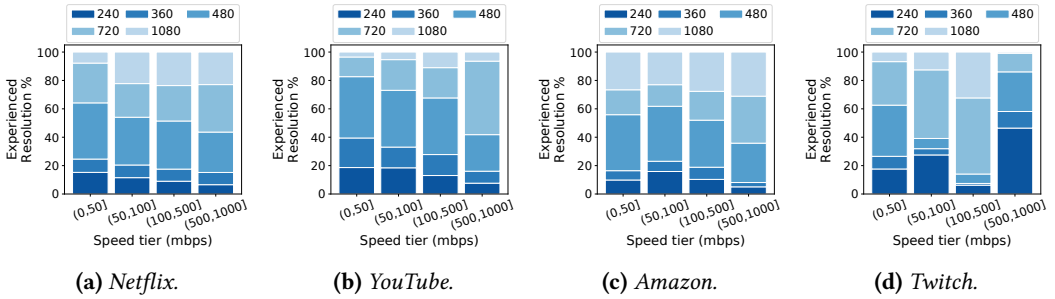 240 360 480
720 1080
100
80
60
40
20
0
Experienced
Resolution %
(0,50] (50,100] (100,500] (500,1000]
Speed tier (mbps)
(a) Netflix.
240 360 480
720 1080
100
80
60
40
20
0
Experienced
Resolution %
(0,50] (50,100] (100,500] (500,1000]
Speed tier (mbps)
(b) YouTube.
240 360 480
720 1080
100
80
60
40
20
0
Experienced
Resolution %
(0,50] (50,100] (100,500] (500,1000]
Speed tier (mbps)
(c) Amazon.
240 360 480
720 1080
100
80
60
40
20
0
Experienced
Resolution %
(0,50] (50,100] (100,500] (500,1000]
Speed tier (mbps)
(d) Twitch.